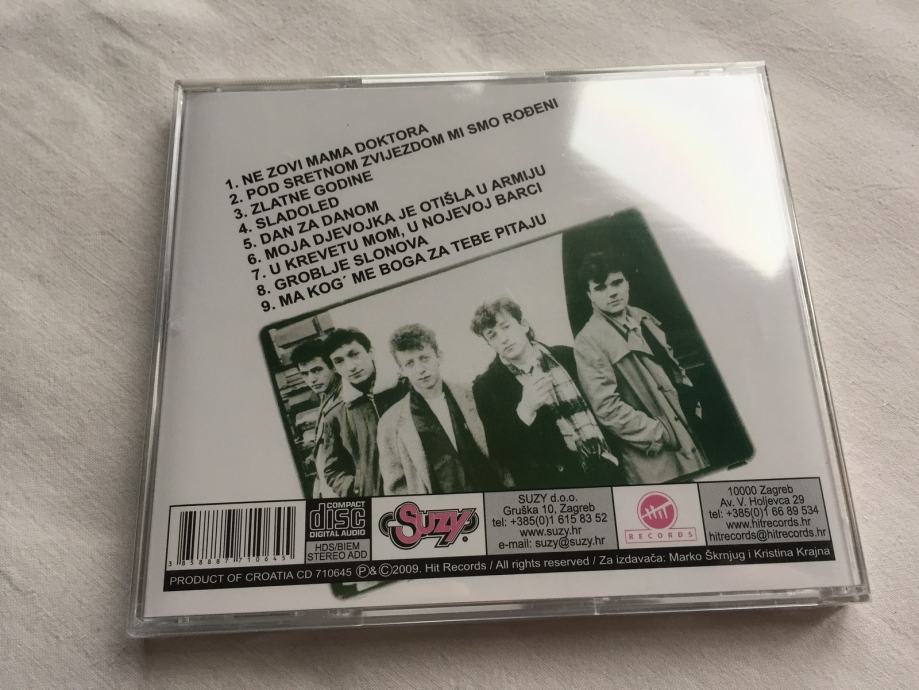 1. NE ZOVI MAMA DOKTORA
2. POD SRETNOM ZVIJEZDOM MI SMO ROĐENI
3. ZLATNE GODINE
4. SLADOLED
5. DAN ZA DANOM
6. MOJA DJEVOJKA JE OTIŠLA U ARMIJU
7. U KREVETU MOM, U NOJEVOJ BARCI
8. GROBLJE SLONOVA
9. MA KOG´ ME BOGA ZA TEBE PITAJU
3 858887 710645
COMPACT
disc
DIGITAL AUDIO
HDS/BIEM
STEREO ADD
SUZY.
SUZY d.o.o.
Gruška 10, Zagreb
tel: +385(0)1 615 83 52
www.suzy.hr
e-mail: suzy@suzy.hr
HIT
RECORDS
10000 Zagreb
Av. V. Holjevca 29
tel: +385(0)1 66 89 534
www.hitrecords.hr
hitrecords@hitrecords.hr
PRODUCT OF CROATIA CD 710645 ℗&©2009. Hit Records / All rights reserved / Za izdavača: Marko Škrnjug i Kristina Krajna